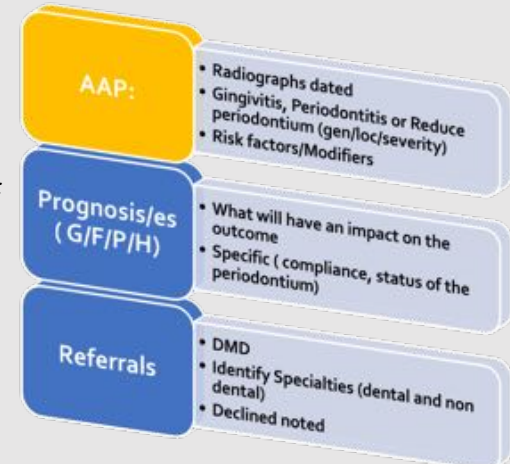 AAP:
• Radiographs dated
• Gingivitis, Periodontitis or Reduce
periodontium (gen/loc/severity)
• Risk factors/Modifiers
Prognosis/es
( G/F/P/H)
• What will have an impact on the
outcome
• Specific ( compliance, status of the
periodontium)
Referrals
• DMD
• Identify Specialties (dental and non
dental)
• Declined noted